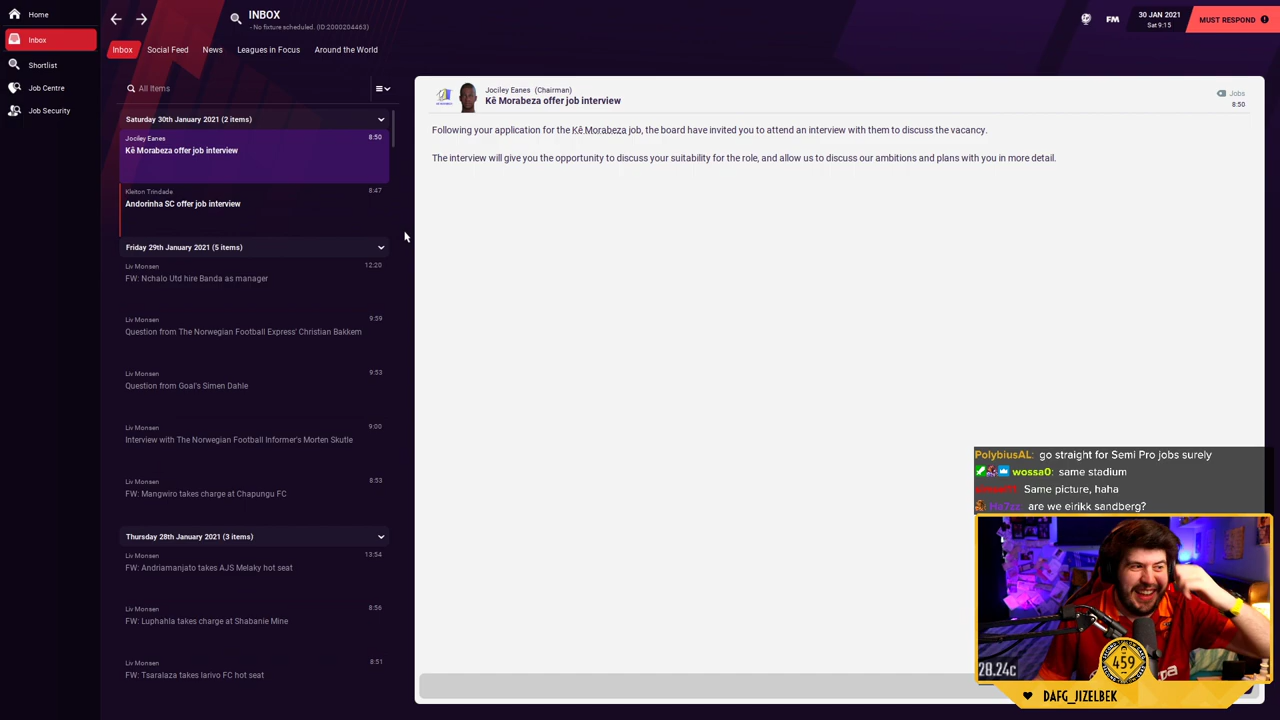 Home
Inbox
Shortlist
Job Centre
Job Security
INBOX
- No fixture scheduled. (ID:2000204463)
FM
30 JAN 2021
Sat 9:15
MUST RESPOND
Inbox
Social Feed
News
Leagues in Focus
Around the World
All Items
Saturday 30th January 2021 (2 items)
Jociley Eanes
8:50
Kê Morabeza offer job interview
Kleiton Trindade
8:47
Andorinha SC offer job interview
Friday 29th January 2021 (5 items)
Liv Monsen
12:20
FW: Nchalo Utd hire Banda as manager
Liv Monsen
9:59
Question from The Norwegian Football Express' Christian Bakkem
Liv Monsen
9:53
Question from Goal's Simen Dahle
Liv Monsen
9:00
Interview with The Norwegian Football Informer's Morten Skutle
Liv Monsen
8:53
FW: Mangwiro takes charge at Chapungu FC
Thursday 28th January 2021 (3 items)
Liv Monsen
13:54
FW: Andriamanjato takes AJS Melaky hot seat
Liv Monsen
8:56
FW: Luphahla takes charge at Shabanie Mine
Liv Monsen
8:51
FW: Tsaralaza takes Iarivo FC hot seat
Jociley Eanes (Chairman)
Kê Morabeza offer job interview
Jobs
8:50
Following your application for the Kê Morabeza job, the board have invited you to attend an interview with them to discuss the vacancy.
The interview will give you the opportunity to discuss your suitability for the role, and allow us to discuss our ambitions and plans with you in more detail.
PolybiusAL: go straight for Semi Pro jobs surely
wossa0: same stadium
Same picture, haha
Ha7zz: are we eirikk sandberg?
28.24c
459
DAFG_JIZELBEK